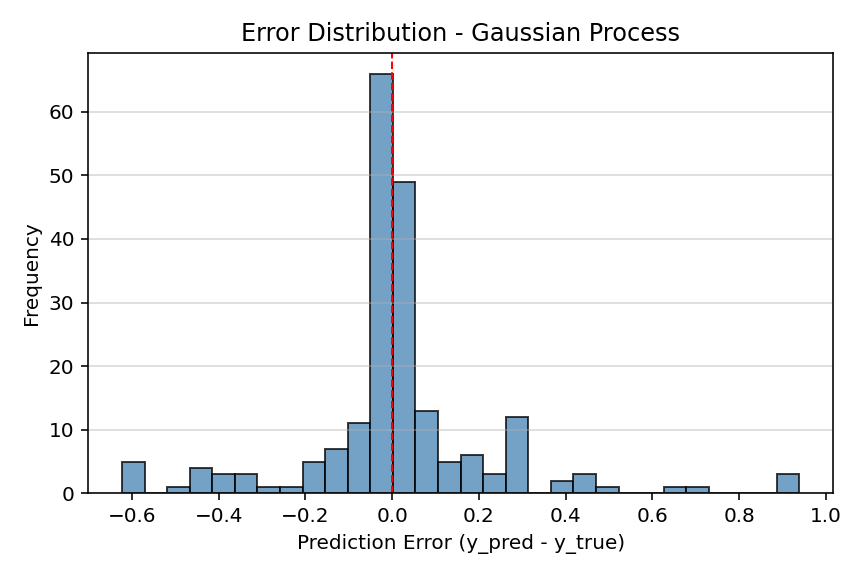 Error Distribution - Gaussian Process
60
50
40
30
20
10
0
Frequency
−0.6 −0.4 −0.2 0.0 0.2 0.4 0.6 0.8 1.0
Prediction Error (y_pred - y_true)